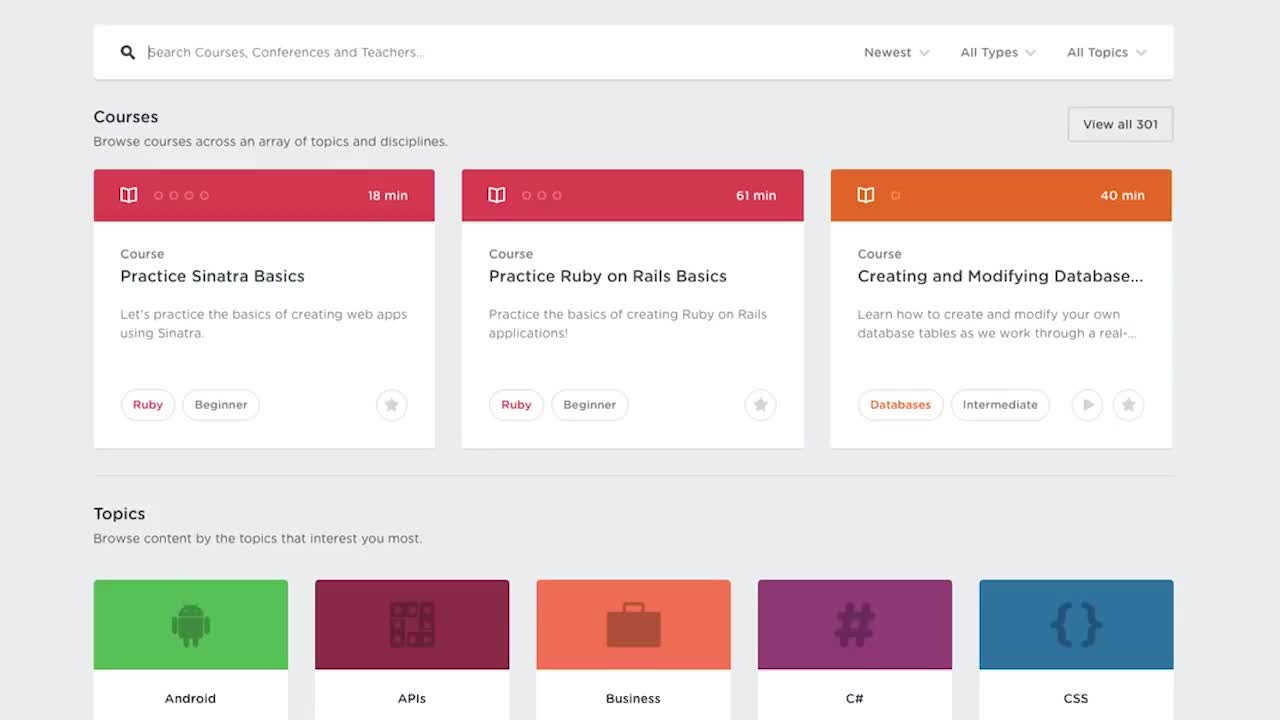 Search Courses, Conferences and Teachers...
Newest
All Types
All Topics
Courses
Browse courses across an array of topics and disciplines.
View all 301
18 min
Course
Practice Sinatra Basics
Let's practice the basics of creating web apps
using Sinatra.
Ruby
Beginner
61 min
Course
Practice Ruby on Rails Basics
Practice the basics of creating Ruby on Rails
applications!
Ruby
Beginner
40 min
Course
Creating and Modifying Database...
Learn how to create and modify your own
database tables as we work through a real-...
Databases
Intermediate
Topics
Browse content by the topics that interest you most.
Android
APIs
Business
#
C#
{}
CSS